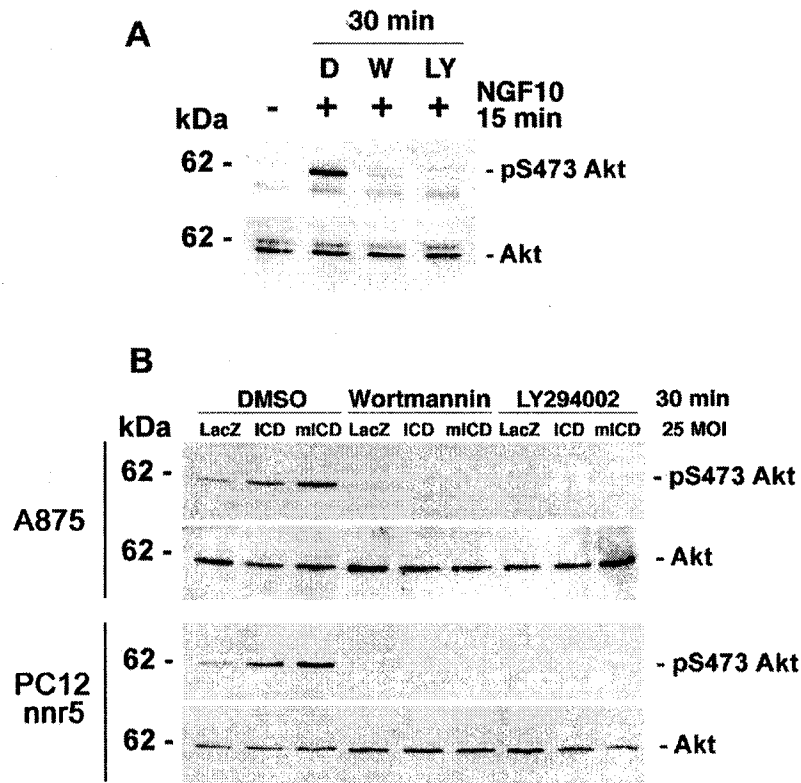 A
30 min
D W LY
- + + + NGF10
15 min
kDa
62 - - pS473 Akt
62 - - Akt
B
DMSO Wortmannin LY294002 30 min
kDa LacZ ICD mICD LacZ ICD mICD LacZ ICD mICD 25 MOI
A875
62 - - pS473 Akt
62 - - Akt
PC12
nnr5
62 - - pS473 Akt
62 - - Akt